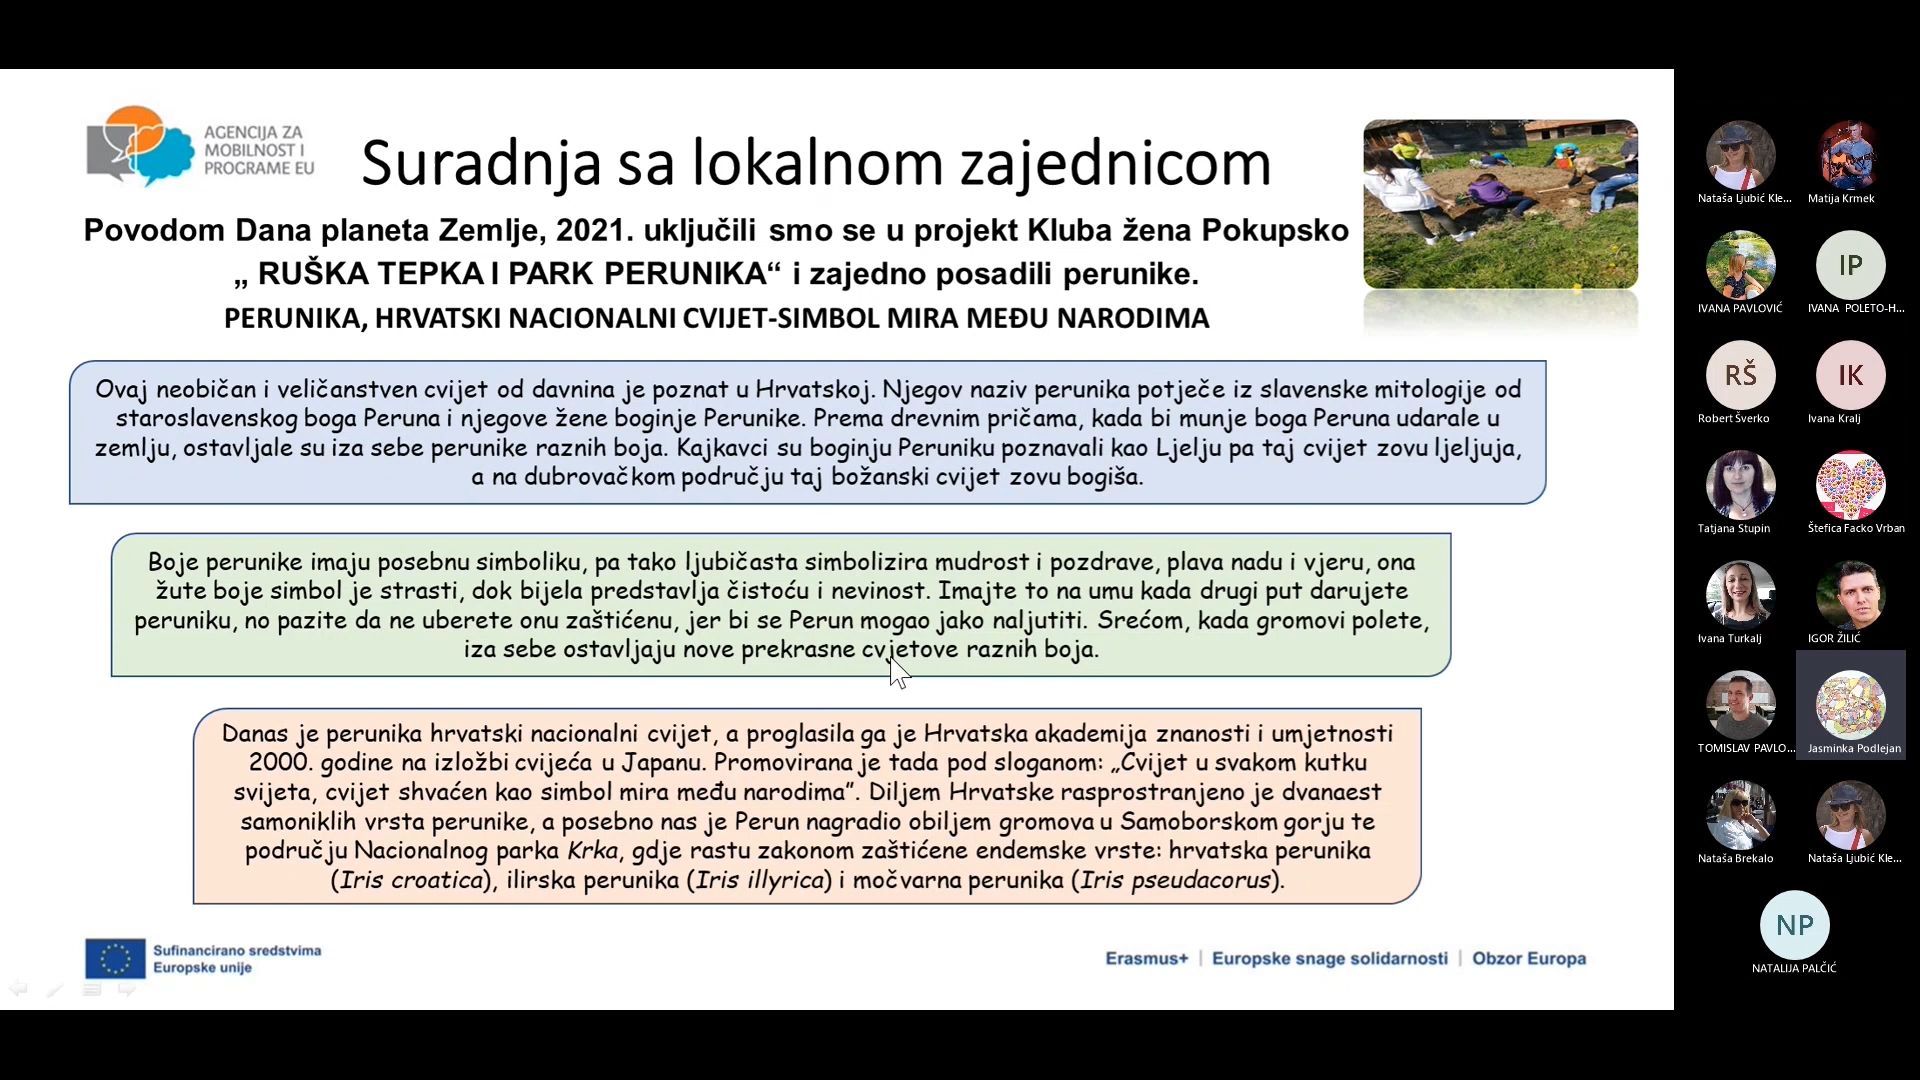 AGENCIJA ZA
MOBILNOST I
PROGRAME EU
Suradnja sa lokalnom zajednicom
Povodom Dana planeta Zemlje, 2021. uključili smo se u projekt Kluba žena Pokupsko
„ RUŠKA TEPKA I PARK PERUNIKA“ i zajedno posadili perunike.
PERUNIKA, HRVATSKI NACIONALNI CVIJET-SIMBOL MIRA MEĐU NARODIMA
Ovaj neobičan i veličanstven cvijet od davnina je poznat u Hrvatskoj. Njegov naziv perunika potječe iz slavenske mitologije od
staroslavenskog boga Peruna i njegove žene boginje Perunike. Prema drevnim pričama, kada bi munje boga Peruna udarale u
zemlju, ostavljale su iza sebe perunike raznih boja. Kajkavci su boginju Peruniku poznavali kao Ljelju pa taj cvijet zovu ljeljuja,
a na dubrovačkom području taj božanski cvijet zovu bogiša.
Boje perunike imaju posebnu simboliku, pa tako ljubičasta simbolizira mudrost i pozdrave, plava nadu i vjeru, ona
žute boje simbol je strasti, dok bijela predstavlja čistoću i nevinost. Imajte to na umu kada drugi put darujete
peruniku, no pazite da ne uberete onu zaštićenu, jer bi se Perun mogao jako naljutiti. Srećom, kada gromovi polete,
iza sebe ostavljaju nove prekrasne cvjetove raznih boja.
Danas je perunika hrvatski nacionalni cvijet, a proglasila ga je Hrvatska akademija znanosti i umjetnosti
2000. godine na izložbi cvijeća u Japanu. Promovirana je tada pod sloganom: „Cvijet u svakom kutku
svijeta, cvijet shvaćen kao simbol mira među narodima”. Diljem Hrvatske rasprostranjeno je dvanaest
samoniklih vrsta perunike, a posebno nas je Perun nagradio obiljem gromova u Samoborskom gorju te
području Nacionalnog parka Krka, gdje rastu zakonom zaštićene endemske vrste: hrvatska perunika
(Iris croatica), ilirska perunika (Iris illyrica) i močvarna perunika (Iris pseudacorus).
Sufinancirano sredstvima
Europske unije
Erasmus+ | Europske snage solidarnosti | Obzor Europa
Nataša Ljubić Kle...
Matija Krmek
IVANA PAVLOVIĆ
IP
IVANA POLETO-H...
RŠ
Robert Šverko
IK
Ivana Kralj
Tatjana Stupin
Štefica Facko Vrban
Ivana Turkalj
IGOR ŽILIĆ
TOMISLAV PAVLO...
Jasminka Podlejan
Nataša Brekalo
Nataša Ljubić Kle...
NP
NATALIJA PALČIĆ